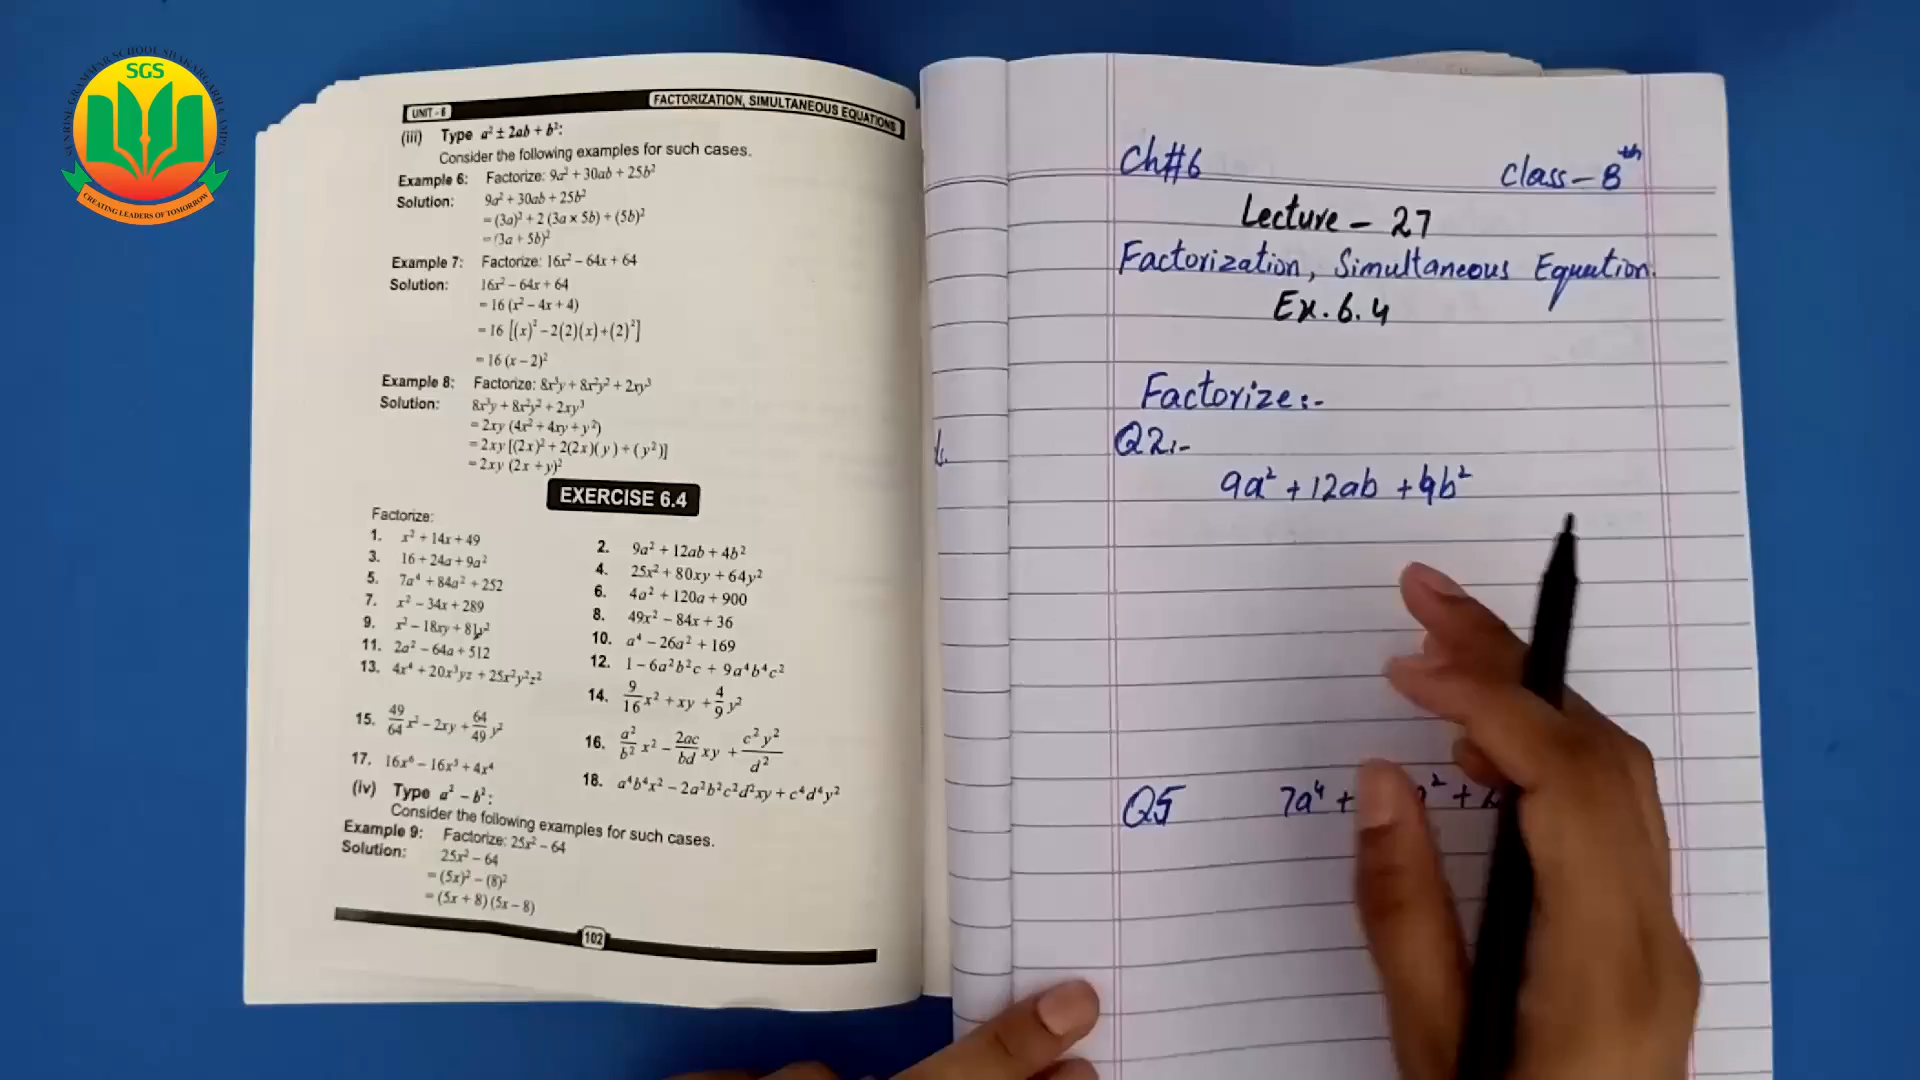 SUNRISE GRAMMAR SCHOOL SHAKARGARH CAMPUS
SGS
CREATING LEADERS OF TOMORROW
UNIT - 6
FACTORIZATION, SIMULTANEOUS EQUATIONS
(iii) Type a² ± 2ab + b²:
Consider the following examples for such cases.
Example 6: Factorize: 9a² + 30ab + 25b²
Solution: 9a² + 30ab + 25b²
= (3a)² + 2 (3a × 5b) + (5b)²
= (3a + 5b)²
Example 7: Factorize: 16x² – 64x + 64
Solution: 16x² – 64x + 64
= 16 (x² – 4x + 4)
= 16 [(x)² – 2(2)(x) + (2)²]
= 16 (x – 2)²
Example 8: Factorize: 8x³y + 8x²y² + 2xy³
Solution: 8x³y + 8x²y² + 2xy³
= 2xy (4x² + 4xy + y²)
= 2xy [(2x)² + 2(2x)(y) + (y²)]
= 2xy (2x + y)²
EXERCISE 6.4
Factorize:
1. x² + 14x + 49
2. 9a² + 12ab + 4b²
3. 16 + 24a + 9a²
4. 25x² + 80xy + 64y²
5. 7a⁴ + 84a² + 252
6. 4a² + 120a + 900
7. x² – 34x + 289
8. 49x² – 84x + 36
9. x² – 18xy + 81y²
10. a⁴ – 26a² + 169
11. 2a² – 64a + 512
12. 1 – 6a²b²c + 9a⁴b⁴c²
13. 4x⁴ + 20x³yz + 25x²y²z²
14. 9/16 x² + xy + 4/9 y²
15. 49/64 x² – 2xy + 64/49 y²
16. a²/b² x² – 2ac/bd xy + c²y²/d²
17. 16x⁶ – 16x⁵ + 4x⁴
18. a⁴b⁴x² – 2a²b²c²d²xy + c⁴d⁴y²
(iv) Type a² – b²:
Consider the following examples for such cases.
Example 9: Factorize: 25x² – 64
Solution: 25x² – 64
= (5x)² – (8)²
= (5x + 8) (5x – 8)
102
Ch#6 Class – 8th
Lecture – 27
Factorization, Simultaneous Equation.
Ex. 6.4
Factorize:-
Q2:-
9a² + 12ab + 4b²
Q5 7a⁴ + ² +